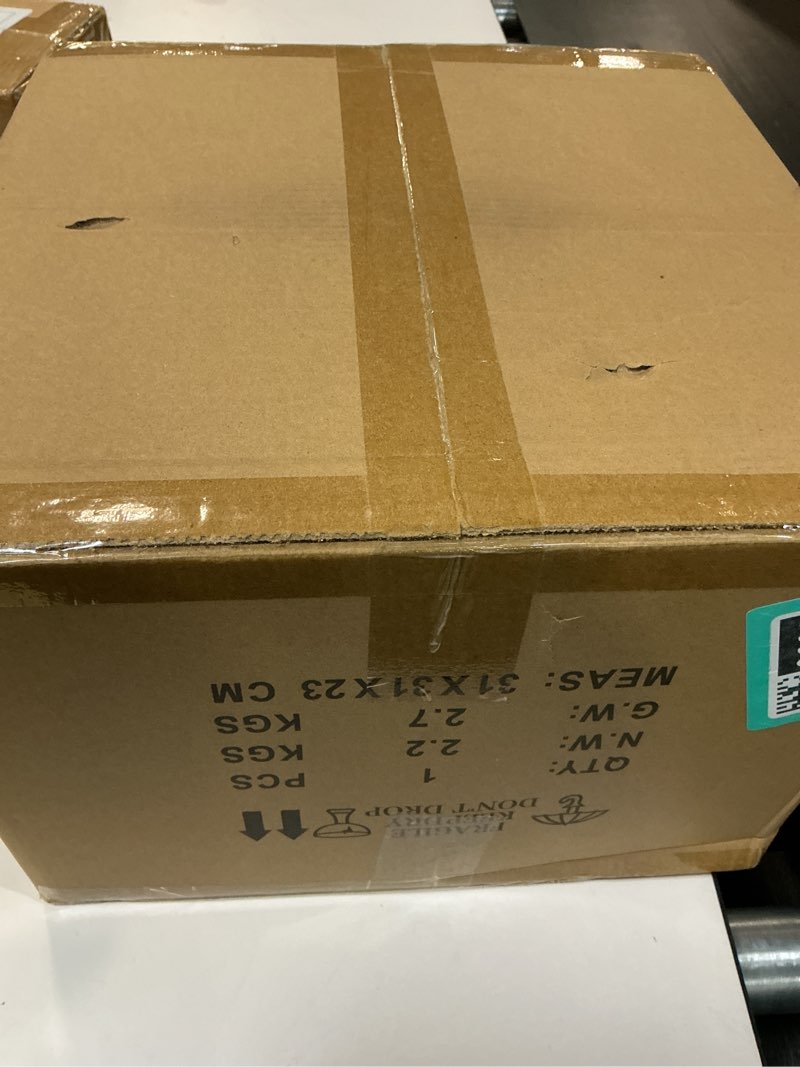 FRAGILE
KEEP DRY
DON'T DROP
QTY: 1 PCS
N.W: 2.2 KGS
G.W: 2.7 KGS
MEAS: 31X31X23 CM